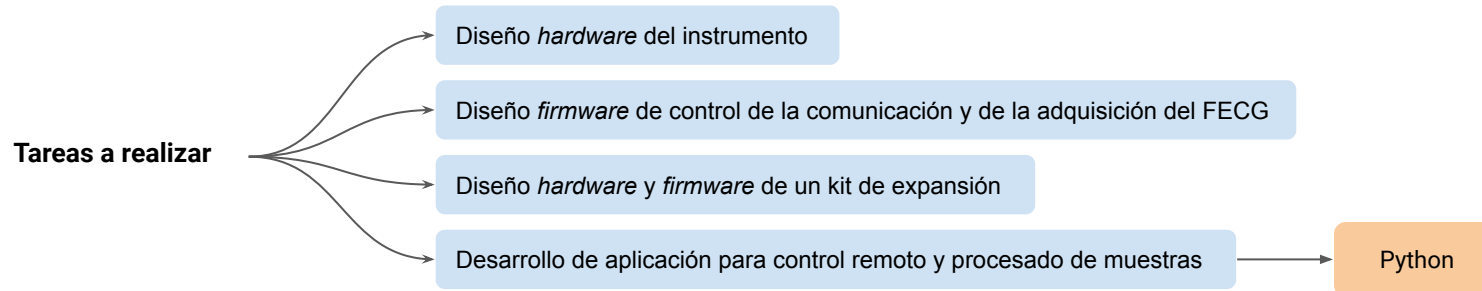 Diseño hardware del instrumento
Diseño firmware de control de la comunicación y de la adquisición del FECG
Tareas a realizar
Diseño hardware y firmware de un kit de expansión
Desarrollo de aplicación para control remoto y procesado de muestras
Python